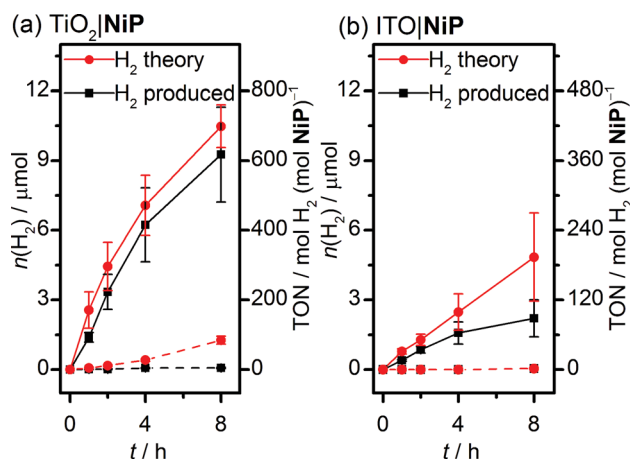 (a) TiO₂|NiP
H₂ theory
H₂ produced
12
9
6
3
0
n(H₂) / μmol
800
600
400
200
0
TON / mol H₂ (mol NiP)⁻¹
0
4
8
t / h
(b) ITO|NiP
H₂ theory
H₂ produced
12
9
6
3
0
n(H₂) / μmol
480
360
240
120
0
TON / mol H₂ (mol NiP)⁻¹
0
4
8
t / h